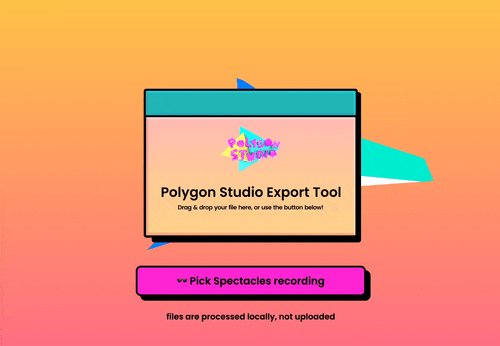 POLYGON
STUDIO
Polygon Studio Export Tool
Drag & drop your file here, or use the button below!
🕶️ Pick Spectacles recording
files are processed locally, not uploaded